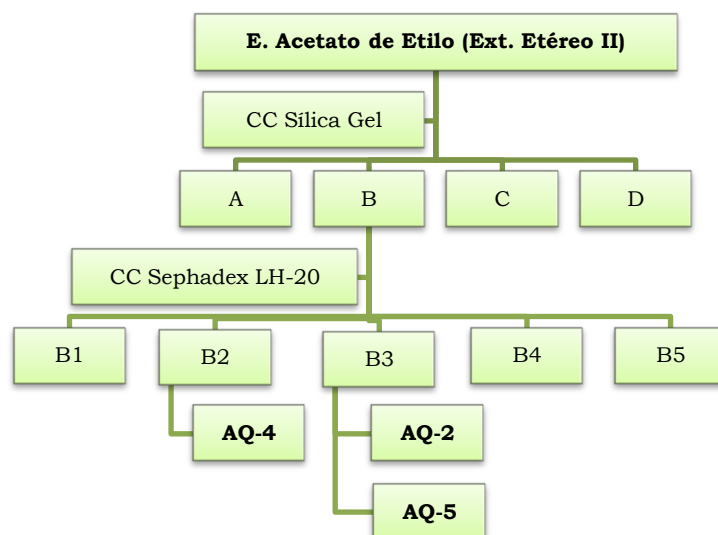 E. Acetato de Etilo (Ext. Etéreo II)
CC Sílica Gel
A
B
C
D
CC Sephadex LH-20
B1
B2
B3
B4
B5
AQ-4
AQ-2
AQ-5